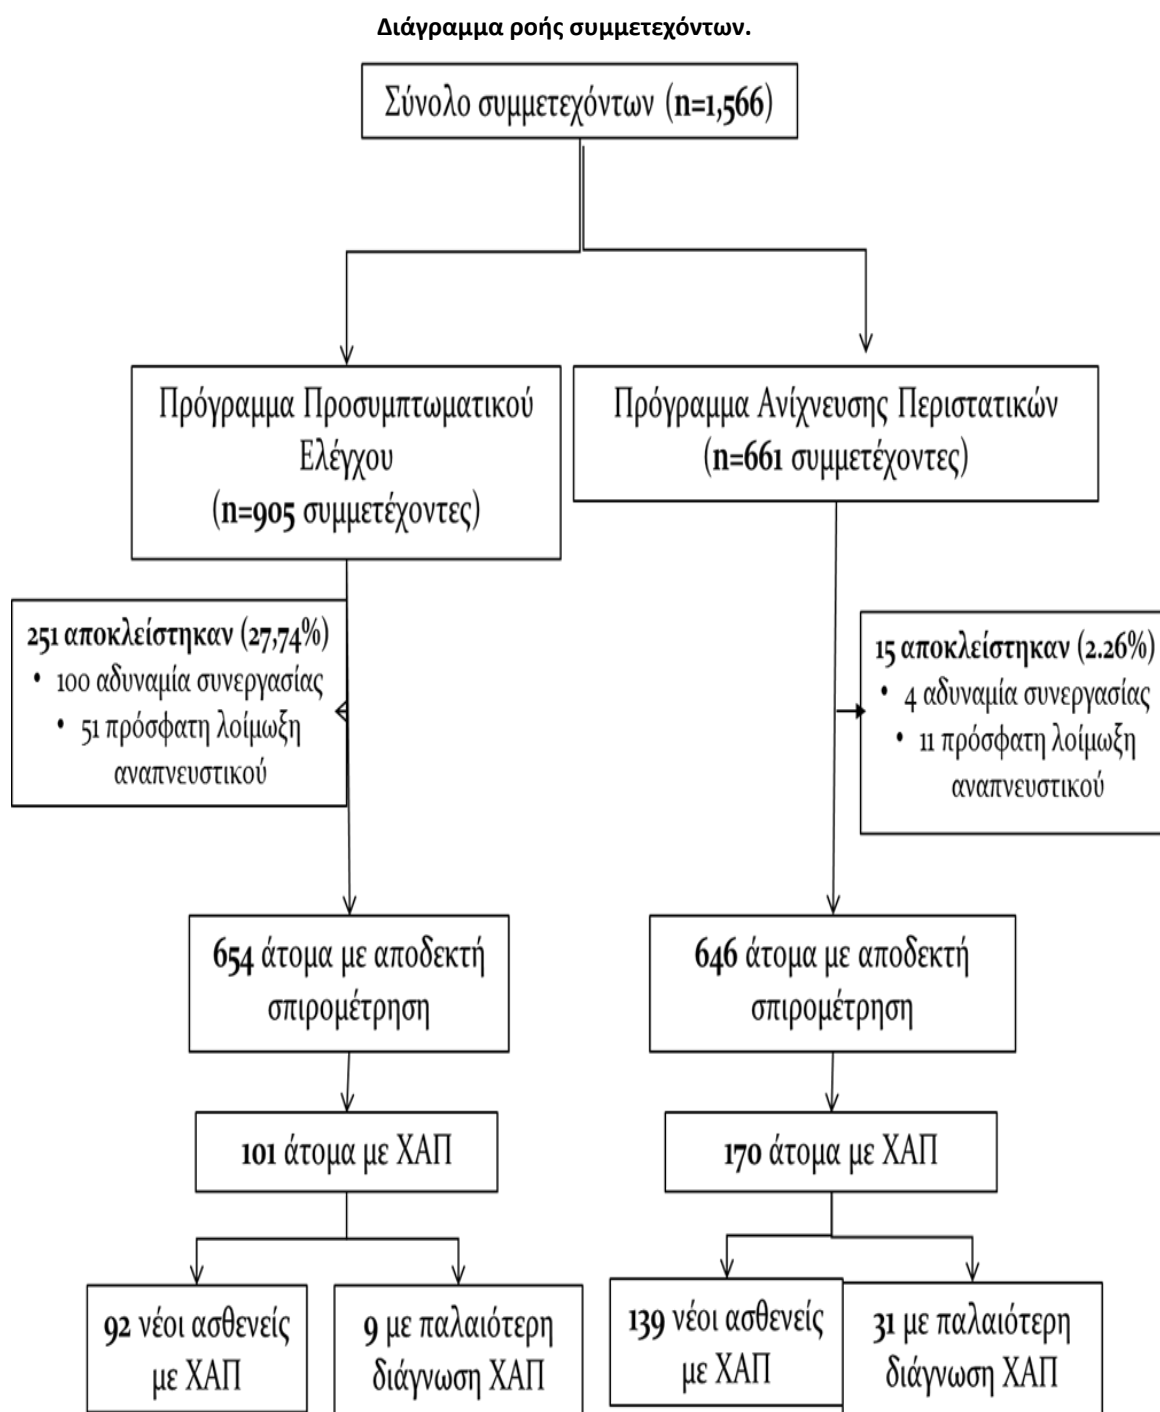 Διάγραμμα ροής συμμετεχόντων.
Σύνολο συμμετεχόντων (n=1,566)
Πρόγραμμα Προσυμπτωματικού
Ελέγχου
(n=905 συμμετέχοντες)
Πρόγραμμα Ανίχνευσης Περιστατικών
(n=661 συμμετέχοντες)
251 αποκλείστηκαν (27,74%)
• 100 αδυναμία συνεργασίας
• 51 πρόσφατη λοίμωξη
αναπνευστικού
15 αποκλείστηκαν (2.26%)
• 4 αδυναμία συνεργασίας
• 11 πρόσφατη λοίμωξη
αναπνευστικού
654 άτομα με αποδεκτή
σπιρομέτρηση
646 άτομα με αποδεκτή
σπιρομέτρηση
101 άτομα με ΧΑΠ
170 άτομα με ΧΑΠ
92 νέοι ασθενείς
με ΧΑΠ
9 με παλαιότερη
διάγνωση ΧΑΠ
139 νέοι ασθενείς
με ΧΑΠ
31 με παλαιότερη
διάγνωση ΧΑΠ